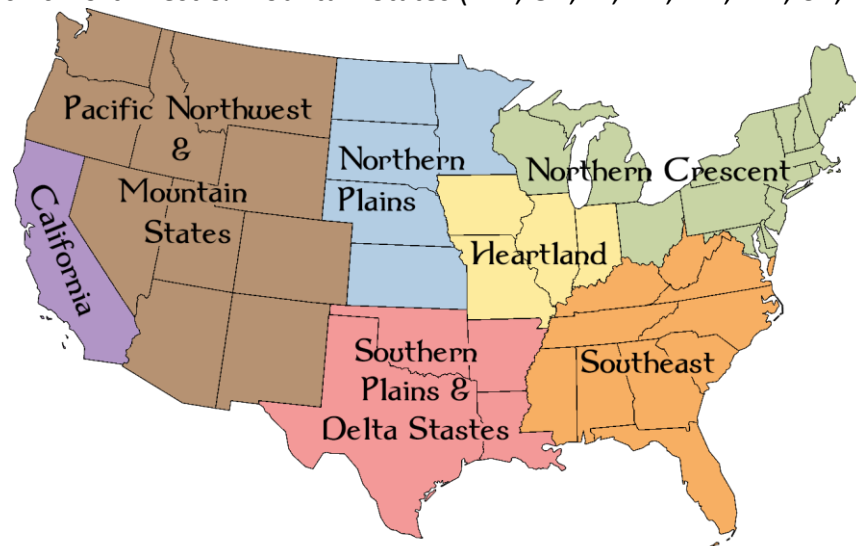 Pacific Northwest
&
Mountain
States
California
Northern
Plains
Northern Crescent
Heartland
Southern
Plains &
Delta Stastes
Southeast